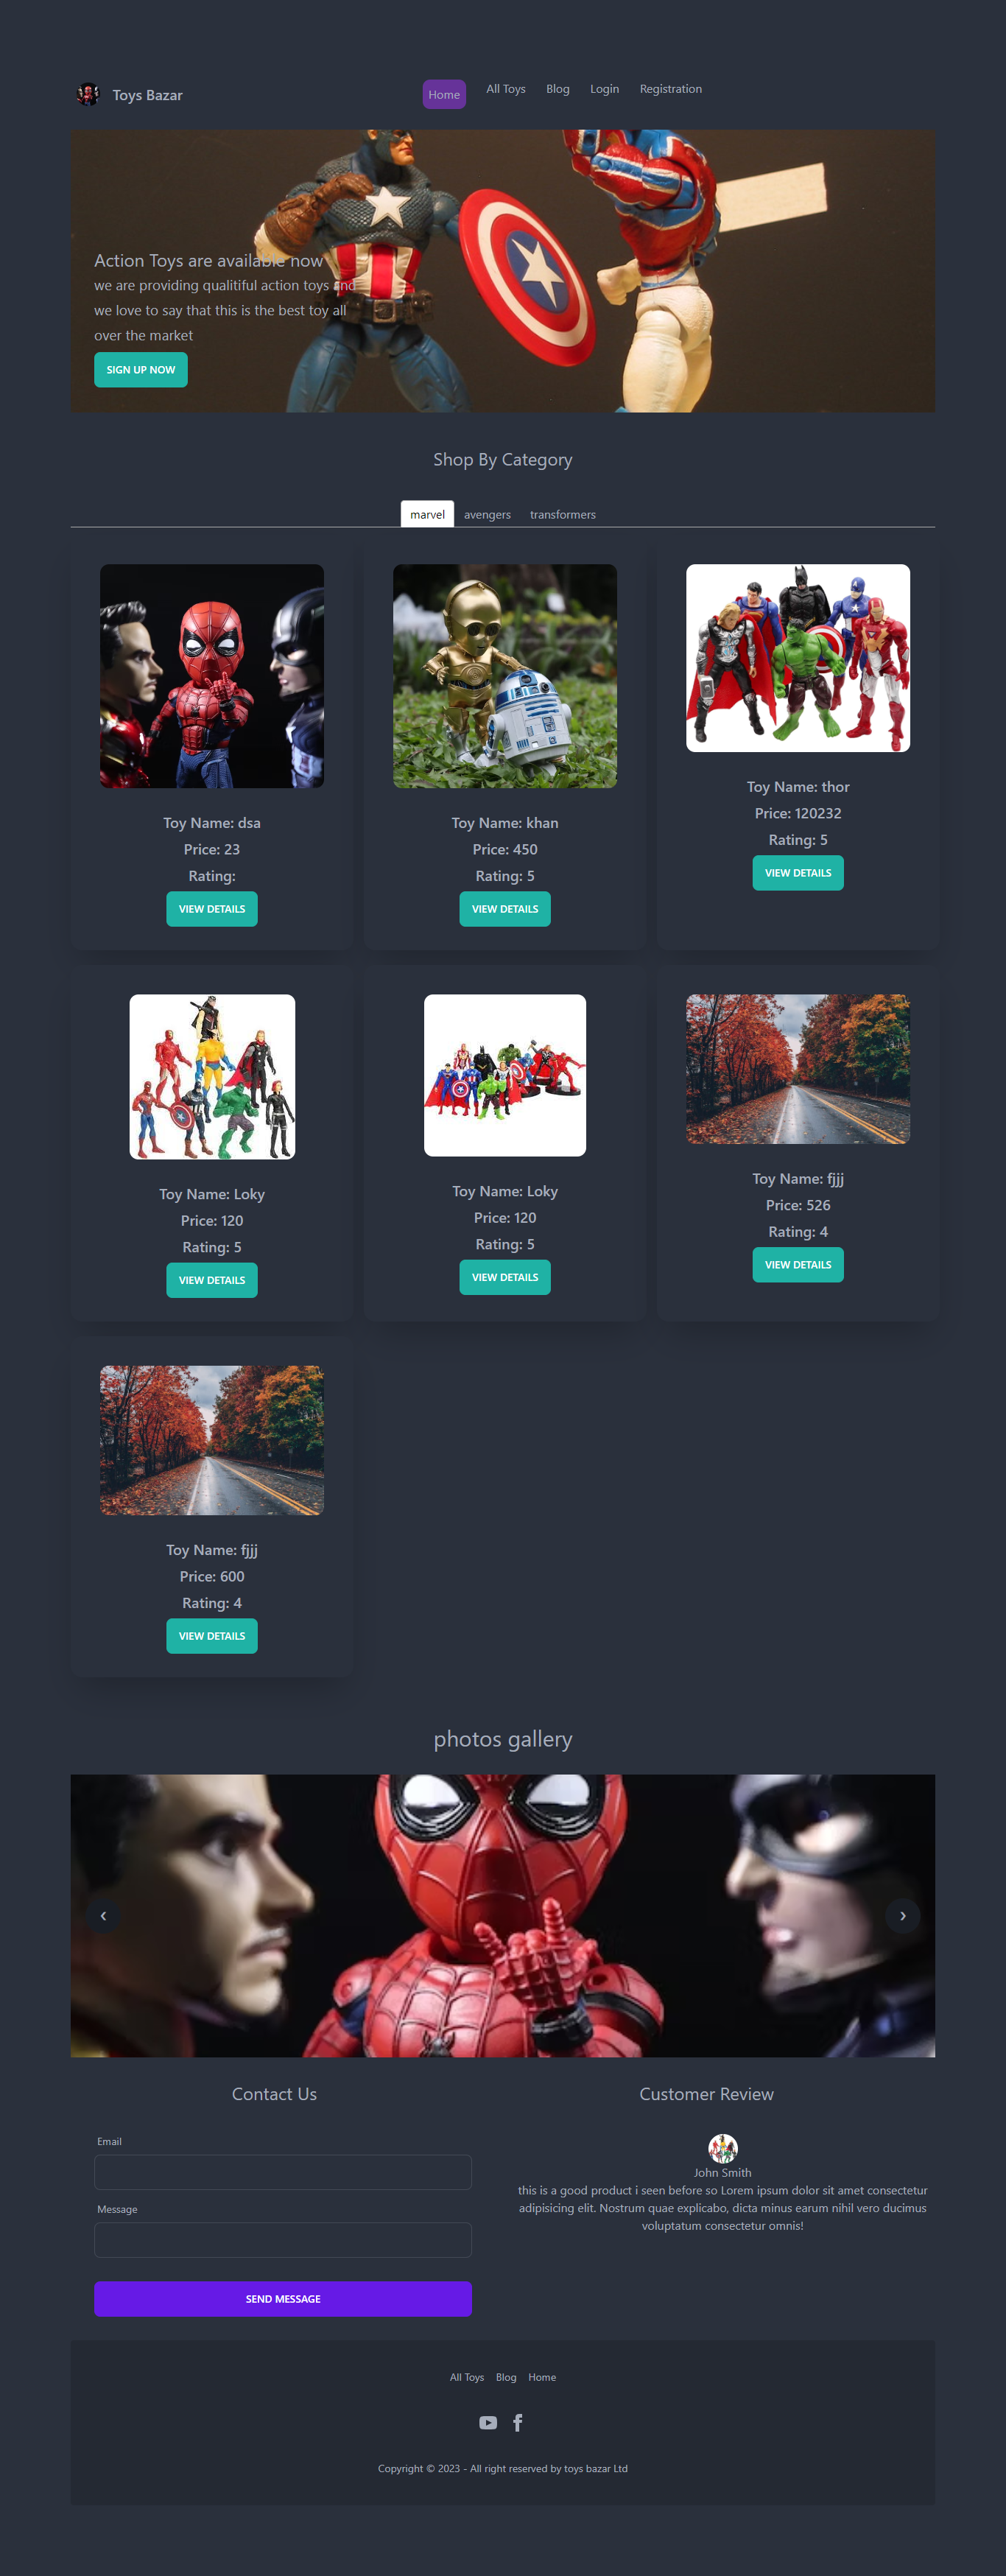 Toys Bazar
Home
All Toys
Blog
Login
Registration
Action Toys are available now
we are providing qualitiful action toys and
we love to say that this is the best toy all
over the market
SIGN UP NOW
Shop By Category
marvel
avengers
transformers
Toy Name: dsa
Price: 23
Rating:
VIEW DETAILS
Toy Name: khan
Price: 450
Rating: 5
VIEW DETAILS
Toy Name: thor
Price: 120232
Rating: 5
VIEW DETAILS
Toy Name: Loky
Price: 120
Rating: 5
VIEW DETAILS
Toy Name: Loky
Price: 120
Rating: 5
VIEW DETAILS
Toy Name: fjjj
Price: 526
Rating: 4
VIEW DETAILS
Toy Name: fjjj
Price: 600
Rating: 4
VIEW DETAILS
photos gallery
❮
❯
Contact Us
Email
Message
SEND MESSAGE
Customer Review
John Smith
this is a good product i seen before so Lorem ipsum dolor sit amet consectetur
adipisicing elit. Nostrum quae explicabo, dicta minus earum nihil vero ducimus
voluptatum consectetur omnis!
All Toys
Blog
Home
Copyright © 2023 - All right reserved by toys bazar Ltd